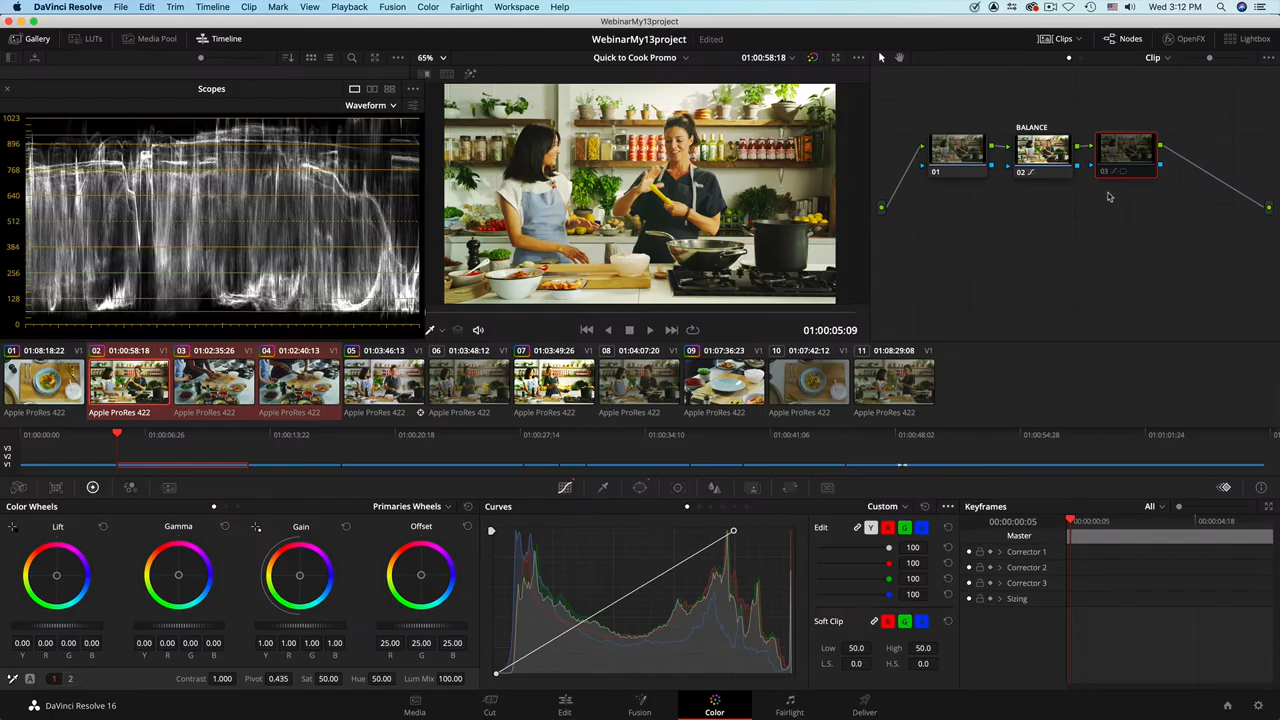 DaVinci Resolve File Edit Trim Timeline Clip Mark View Playback Fusion Color Fairlight Workspace Help Wed 3:12 PM
WebinarMy13project
Gallery LUTs Media Pool Timeline WebinarMy13project Edited Clips Nodes OpenFX Lightbox
65% Quick to Cook Promo 01:00:58:18 Clip
Scopes
Waveform
1023
896
768
640
512
384
256
128
0
BALANCE
01 02 03
01:00:05:09
01 01:08:18:22 V1 02 01:00:58:18 V1 03 01:02:35:26 V1 04 01:02:40:13 V1 05 01:03:46:13 V1 06 01:03:48:12 V1 07 01:03:49:26 V1 08 01:04:07:20 V1 09 01:07:36:23 V1 10 01:07:42:12 V1 11 01:08:29:08 V1
Apple ProRes 422 Apple ProRes 422 Apple ProRes 422 Apple ProRes 422 Apple ProRes 422 Apple ProRes 422 Apple ProRes 422 Apple ProRes 422 Apple ProRes 422 Apple ProRes 422 Apple ProRes 422
01:00:00:00 01:00:06:26 01:00:13:22 01:00:20:18 01:00:27:14 01:00:34:10 01:00:41:06 01:00:48:02 01:00:54:28 01:01:01:24
V3
V2
V1
Color Wheels Primaries Wheels Curves Custom Keyframes All
Lift Gamma Gain Offset
Edit Y R G B 100
100
100
100
Soft Clip R G B
Low 50.0 High 50.0
L.S. 0.0 H.S. 0.0
00:00:00:05 00:00:00:05 00:00:04:18
Master
Corrector 1
Corrector 2
Corrector 3
Sizing
0.00 0.00 0.00 0.00 0.00 0.00 0.00 0.00 1.00 1.00 1.00 1.00 25.00 25.00 25.00
Y R G B Y R G B Y R G B R G B
A 1 2 Contrast 1.000 Pivot 0.435 Sat 50.00 Hue 50.00 Lum Mix 100.00
DaVinci Resolve 16 Media Cut Edit Fusion Color Fairlight Deliver